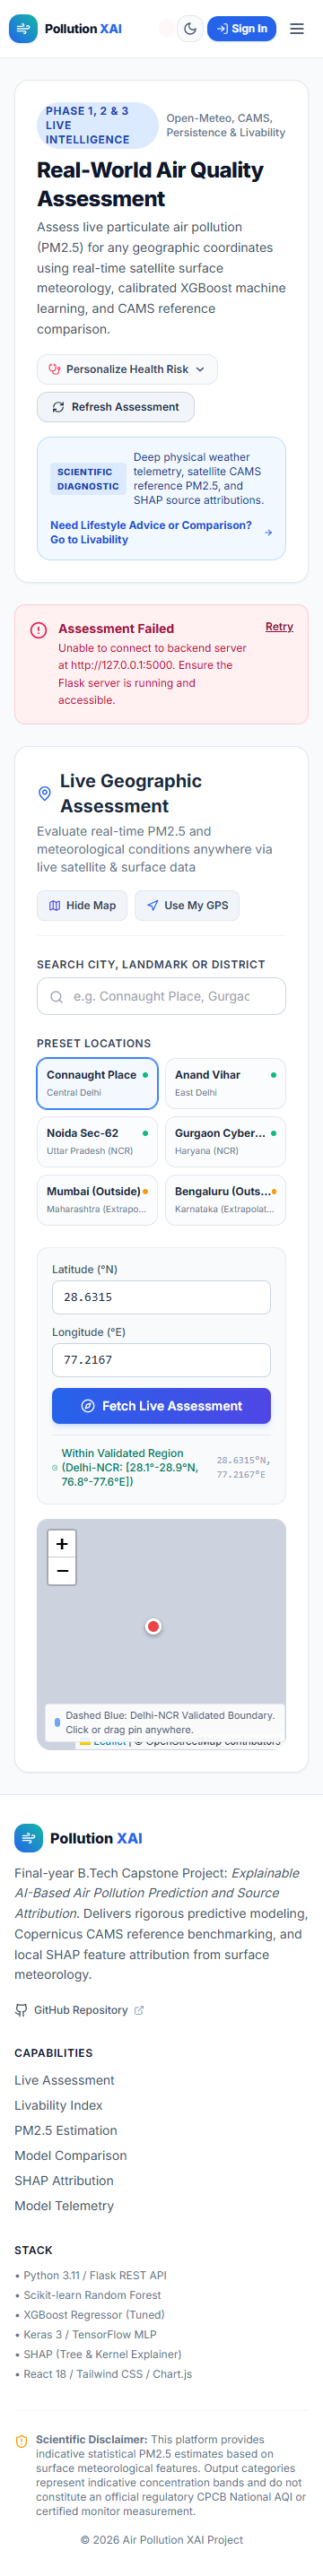 Pollution XAI
Sign In
PHASE 1, 2 & 3
LIVE
INTELLIGENCE
Open-Meteo, CAMS,
Persistence & Livability
Real-World Air Quality
Assessment
Assess live particulate air pollution
(PM2.5) for any geographic coordinates
using real-time satellite surface
meteorology, calibrated XGBoost machine
learning, and CAMS reference
comparison.
Personalize Health Risk
Refresh Assessment
SCIENTIFIC
DIAGNOSTIC
Deep physical weather
telemetry, satellite CAMS
reference PM2.5, and
SHAP source attributions.
Need Lifestyle Advice or Comparison?
Go to Livability
Assessment Failed
Retry
Unable to connect to backend server
at http://127.0.0.1:5000. Ensure the
Flask server is running and
accessible.
Live Geographic
Assessment
Evaluate real-time PM2.5 and
meteorological conditions anywhere via
live satellite & surface data
Hide Map
Use My GPS
SEARCH CITY, LANDMARK OR DISTRICT
e.g. Connaught Place, Gurgac
PRESET LOCATIONS
Connaught Place
Central Delhi
Anand Vihar
East Delhi
Noida Sec-62
Uttar Pradesh (NCR)
Gurgaon Cyber...
Haryana (NCR)
Mumbai (Outside)
Maharashtra (Extrapo...
Bengaluru (Outs...
Karnataka (Extrapolat...
Latitude (°N)
28.6315
Longitude (°E)
77.2167
Fetch Live Assessment
Within Validated Region
(Delhi-NCR: [28.1°-28.9°N,
76.8°-77.6°E])
28.6315°N,
77.2167°E
+
−
Dashed Blue: Delhi-NCR Validated Boundary.
Click or drag pin anywhere.
Leaflet | © OpenStreetMap contributors
Pollution XAI
Final-year B.Tech Capstone Project: Explainable
AI-Based Air Pollution Prediction and Source
Attribution. Delivers rigorous predictive modeling,
Copernicus CAMS reference benchmarking, and
local SHAP feature attribution from surface
meteorology.
GitHub Repository
CAPABILITIES
Live Assessment
Livability Index
PM2.5 Estimation
Model Comparison
SHAP Attribution
Model Telemetry
STACK
• Python 3.11 / Flask REST API
• Scikit-learn Random Forest
• XGBoost Regressor (Tuned)
• Keras 3 / TensorFlow MLP
• SHAP (Tree & Kernel Explainer)
• React 18 / Tailwind CSS / Chart.js
Scientific Disclaimer: This platform provides
indicative statistical PM2.5 estimates based on
surface meteorological features. Output categories
represent indicative concentration bands and do not
constitute an official regulatory CPCB National AQI or
certified monitor measurement.
© 2026 Air Pollution XAI Project